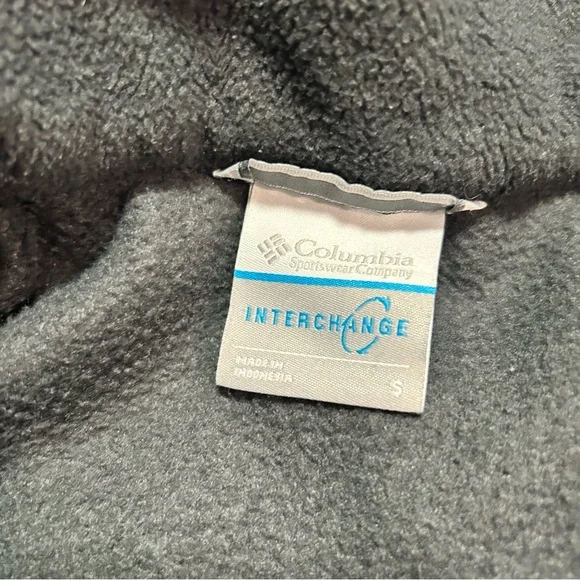 Columbia
Sportswear Company
INTERCHANGE
MADE IN
INDONESIA
S